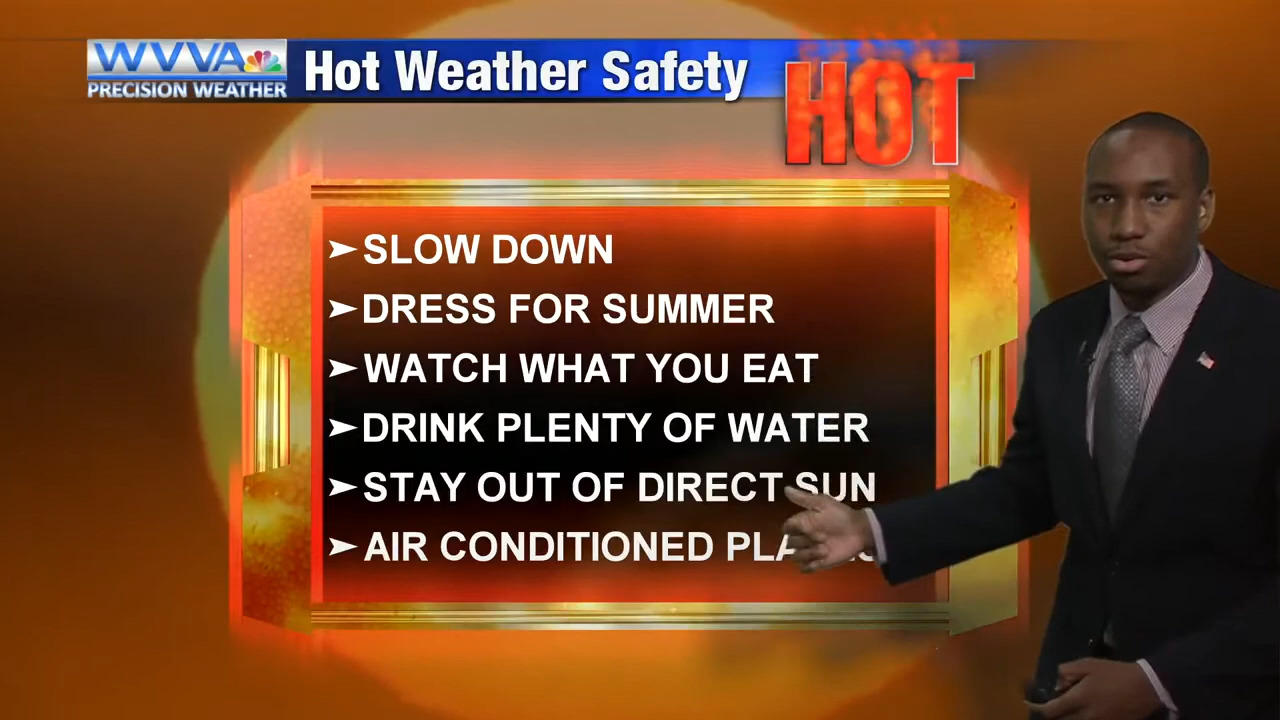 WVVA
PRECISION WEATHER
Hot Weather Safety
HOT
➢SLOW DOWN
➢DRESS FOR SUMMER
➢WATCH WHAT YOU EAT
➢DRINK PLENTY OF WATER
➢STAY OUT OF DIRECT SUN
➢AIR CONDITIONED